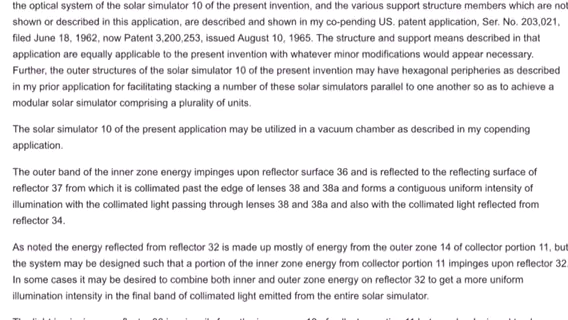 the optical system of the solar simulator 10 of the present invention, and the various support structure members which are not
shown or described in this application, are described and shown in my co-pending US. patent application, Ser. No. 203,021,
filed June 18, 1962, now Patent 3,200,253, issued August 10, 1965. The structure and support means described in that
application are equally applicable to the present invention with whatever minor modifications would appear necessary.
Further, the outer structures of the solar simulator 10 of the present invention may have hexagonal peripheries as described
in my prior application for facilitating stacking a number of these solar simulators parallel to one another so as to achieve a
modular solar simulator comprising a plurality of units.
The solar simulator 10 of the present application may be utilized in a vacuum chamber as described in my copending
application.
The outer band of the inner zone energy impinges upon reflector surface 36 and is reflected to the reflecting surface of
reflector 37 from which it is collimated past the edge of lenses 38 and 38a and forms a contiguous uniform intensity of
illumination with the collimated light passing through lenses 38 and 38a and also with the collimated light reflected from
reflector 34.
As noted the energy reflected from reflector 32 is made up mostly of energy from the outer zone 14 of collector portion 11, but
the system may be designed such that a portion of the inner zone energy from collector portion 11 impinges upon reflector 32.
In some cases it may be desired to combine both inner and outer zone energy on reflector 32 to get a more uniform
illumination intensity in the final band of collimated light emitted from the entire solar simulator.